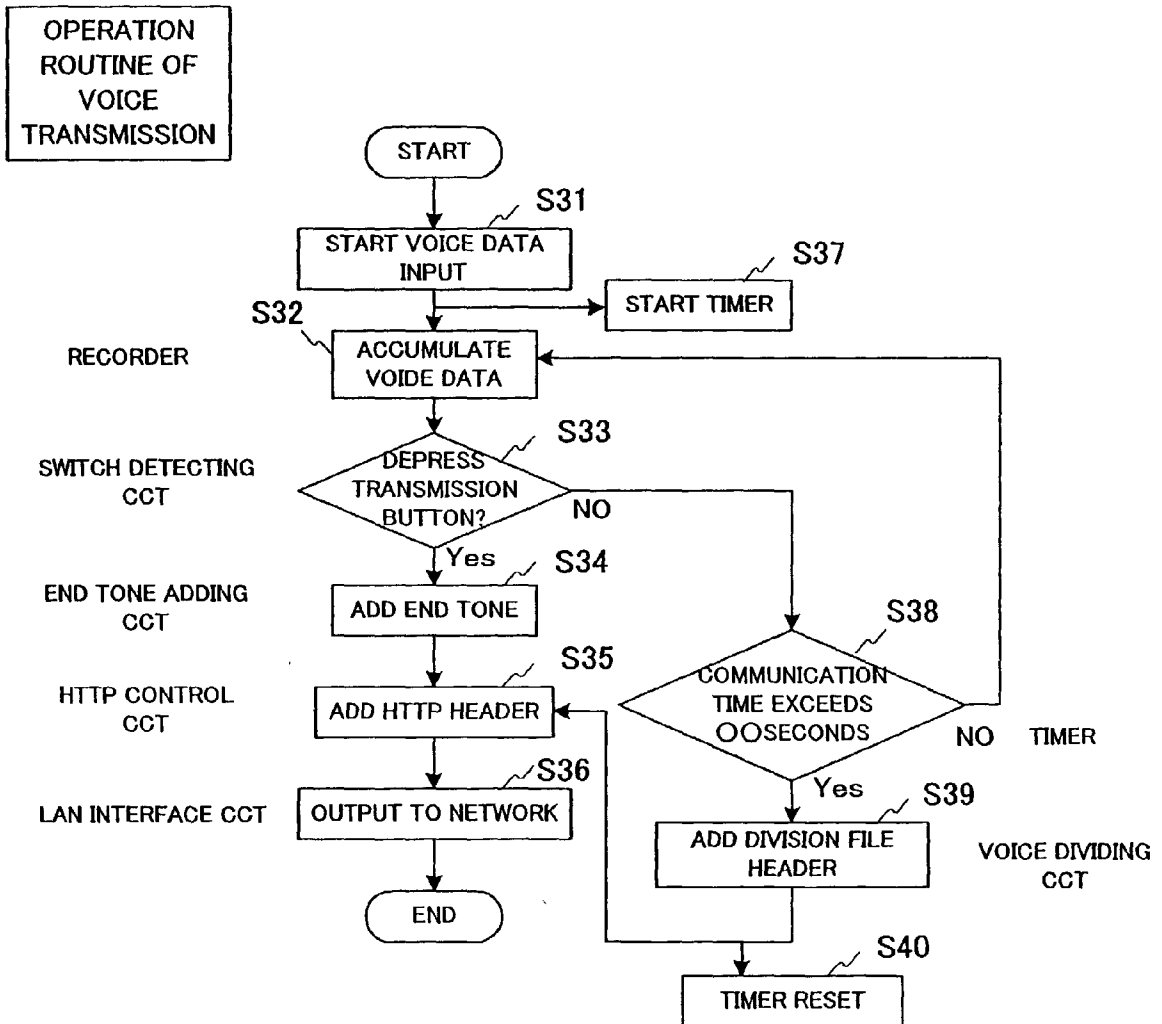 OPERATION
ROUTINE OF
VOICE
TRANSMISSION
START
S31
START VOICE DATA
INPUT
S37
START TIMER
S32
RECORDER
ACCUMULATE
VOIDE DATA
S33
SWITCH DETECTING
CCT
DEPRESS
TRANSMISSION
BUTTON?
NO
Yes
S34
END TONE ADDING
CCT
ADD END TONE
S38
COMMUNICATION
TIME EXCEEDS
○○SECONDS
NO
TIMER
Yes
S35
HTTP CONTROL
CCT
ADD HTTP HEADER
S36
LAN INTERFACE CCT
OUTPUT TO NETWORK
S39
ADD DIVISION FILE
HEADER
VOICE DIVIDING
CCT
END
S40
TIMER RESET